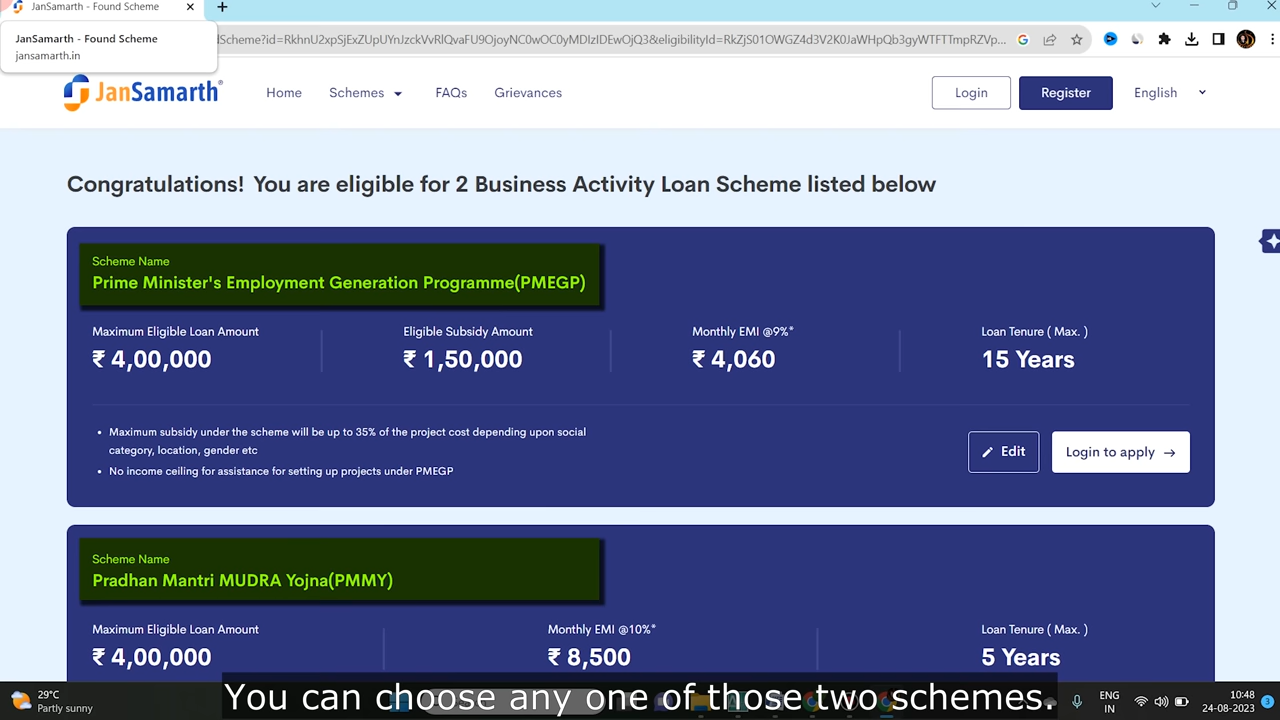 JanSamarth - Found Scheme
JanSamarth - Found Scheme
jansamarth.in
dScheme?id=RkhnU2xpSjExZUpUYnJzckVvRlQvaFU9OjoyNC0wOC0yMDIzIDEwOjQ3&eligibilityId=RkZjS01OWGZ4d3V2K0JaWHpQb3gyWTFTTmpRZVp...
JanSamarth
Home
Schemes
FAQs
Grievances
Login
Register
English
Congratulations! You are eligible for 2 Business Activity Loan Scheme listed below
Scheme Name
Prime Minister's Employment Generation Programme(PMEGP)
Maximum Eligible Loan Amount
₹ 4,00,000
Eligible Subsidy Amount
₹ 1,50,000
Monthly EMI @9%*
₹ 4,060
Loan Tenure ( Max. )
15 Years
• Maximum subsidy under the scheme will be up to 35% of the project cost depending upon social
category, location, gender etc
• No income ceiling for assistance for setting up projects under PMEGP
Edit
Login to apply →
Scheme Name
Pradhan Mantri MUDRA Yojna(PMMY)
Maximum Eligible Loan Amount
₹ 4,00,000
Monthly EMI @10%*
₹ 8,500
Loan Tenure ( Max. )
5 Years
You can choose any one of those two schemes.
29°C
Partly sunny
ENG
IN
10:48
24-08-2023
3